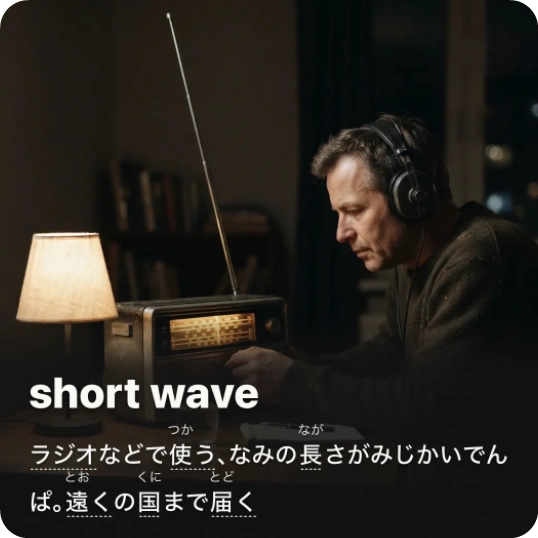 short wave
つか なが
ラジオなどで使う、なみの長さがみじかいでん
とお くに とど
ぱ。遠くの国まで届く